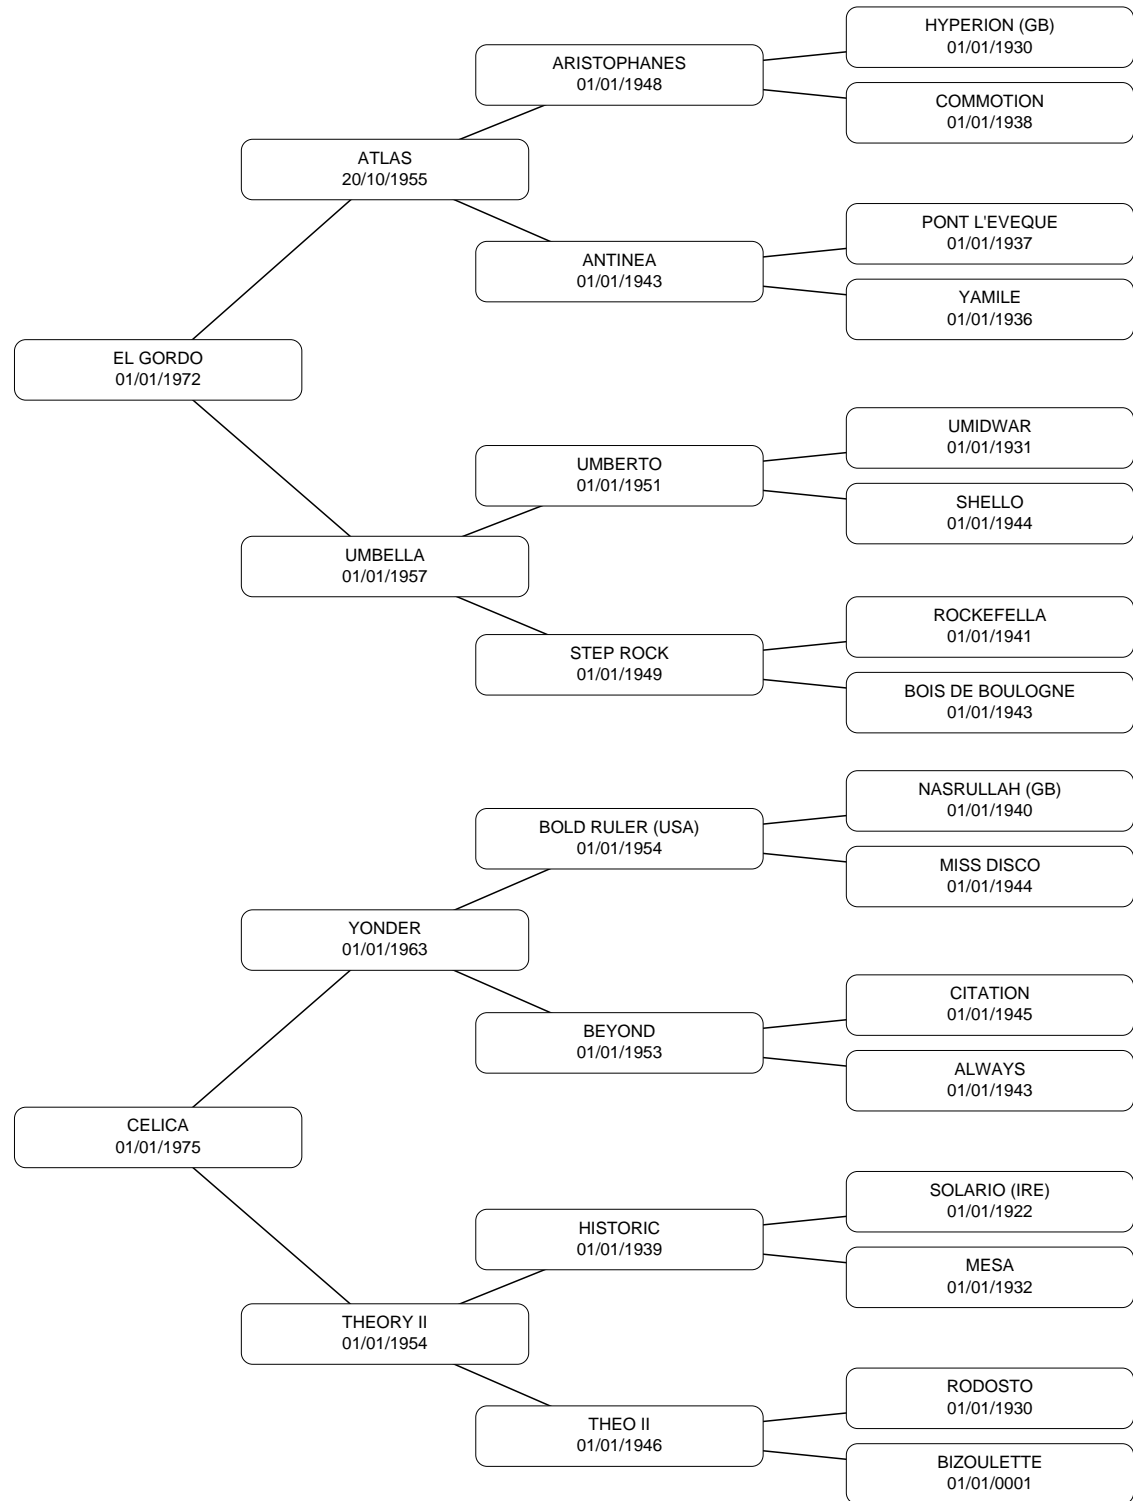 HYPERION (GB)
01/01/1930
ARISTOPHANES
01/01/1948
COMMOTION
01/01/1938
ATLAS
20/10/1955
PONT L'EVEQUE
01/01/1937
ANTINEA
01/01/1943
YAMILE
01/01/1936
EL GORDO
01/01/1972
UMIDWAR
01/01/1931
UMBERTO
01/01/1951
SHELLO
01/01/1944
UMBELLA
01/01/1957
ROCKEFELLA
01/01/1941
STEP ROCK
01/01/1949
BOIS DE BOULOGNE
01/01/1943
NASRULLAH (GB)
01/01/1940
BOLD RULER (USA)
01/01/1954
MISS DISCO
01/01/1944
YONDER
01/01/1963
CITATION
01/01/1945
BEYOND
01/01/1953
ALWAYS
01/01/1943
CELICA
01/01/1975
SOLARIO (IRE)
01/01/1922
HISTORIC
01/01/1939
MESA
01/01/1932
THEORY II
01/01/1954
RODOSTO
01/01/1930
THEO II
01/01/1946
BIZOULETTE
01/01/0001